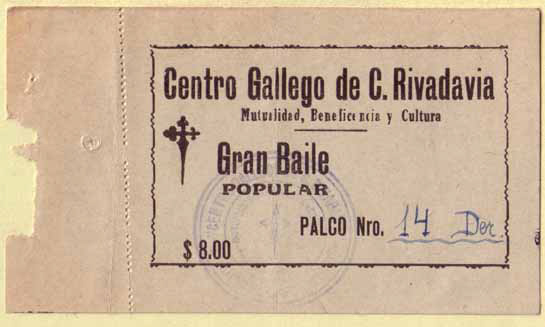 Centro Gallego de C. Rivadavia
Mutualidad, Beneficencia y Cultura
Gran Baile
POPULAR
PALCO Nro. 14 Der.
$ 8.00